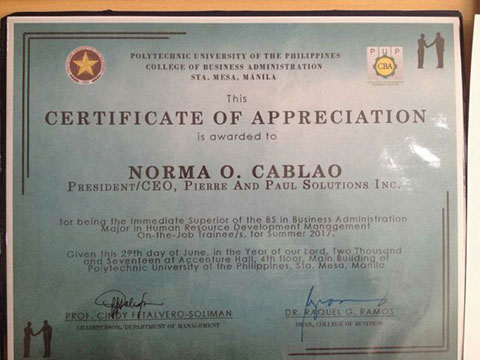 POLYTECHNIC UNIVERSITY OF THE PHILIPPINES
COLLEGE OF BUSINESS ADMINISTRATION
STA. MESA, MANILA
PUP
CBA
This
CERTIFICATE OF APPRECIATION
is awarded to
NORMA O. CABLAO
PRESIDENT/CEO, PIERRE AND PAUL SOLUTIONS INC.
for being the Immediate Superior of the BS in Business Administration
Major in Human Resource Development Management
On-the-Job Trainee/s, for Summer 2017.
Given this 29th day of June, in the Year of our Lord, Two Thousand
and Seventeen at Accenture Hall, 4th floor, Main Building of
Polytechnic University of the Philippines, Sta. Mesa, Manila
PROF. CINDY F. TALVERO-SOLIMAN
CHAIRPERSON, DEPARTMENT OF MANAGEMENT
DR. RAQUEL G. RAMOS
DEAN, COLLEGE OF BUSINESS